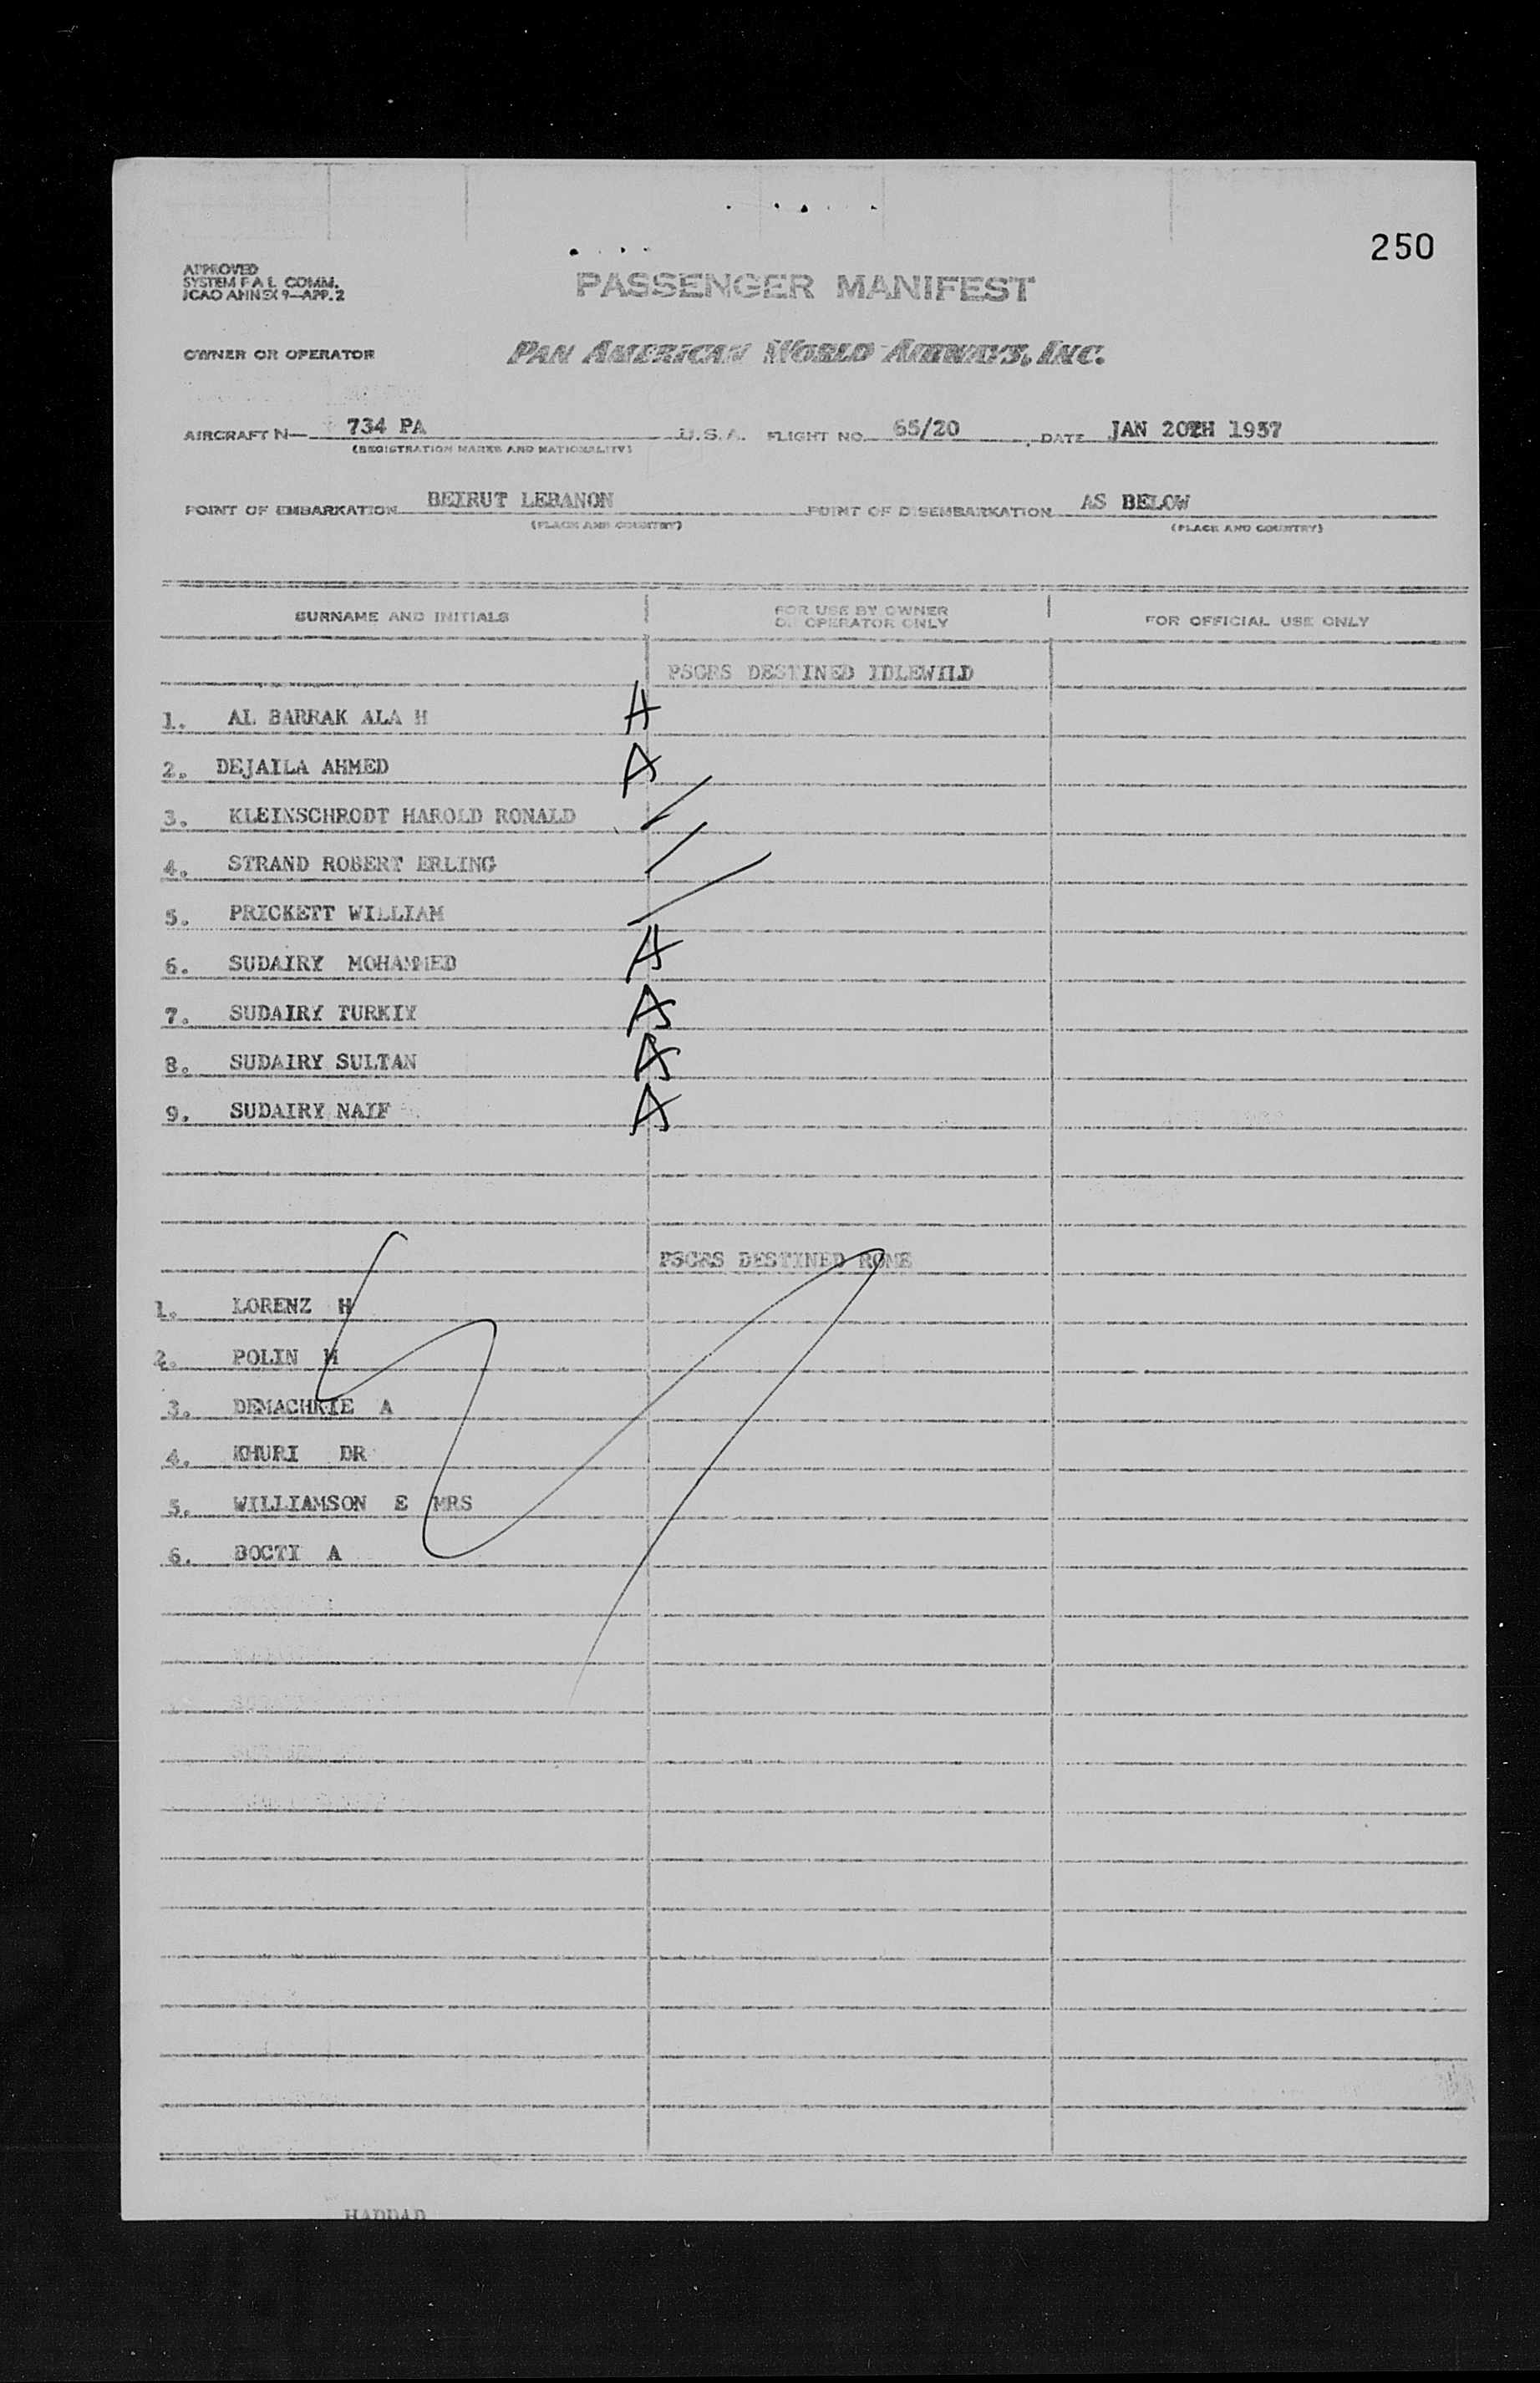 250
APPROVED
SYSTEM F A L COMM.
ICAO ANNEX 9—APP. 2
PASSENGER MANIFEST
OWNER OR OPERATOR PAN AMERICAN WORLD AIRWAYS, INC.
AIRCRAFT N— 734 PA U.S.A. FLIGHT NO. 65/20 DATE JAN 20TH 1957
(REGISTRATION MARKS AND NATIONALITY)
POINT OF EMBARKATION BEIRUT LEBANON POINT OF DISEMBARKATION AS BELOW
(PLACE AND COUNTRY) (PLACE AND COUNTRY)
SURNAME AND INITIALS FOR USE BY OWNER OR OPERATOR ONLY FOR OFFICIAL USE ONLY
PSGRS DESTINED IDLEWILD
1. AL BARRAK ALA H A
2. DEJAILA AHMED A
3. KLEINSCHRODT HAROLD RONALD /
4. STRAND ROBERT ERLING /
5. PRICKETT WILLIAM /
6. SUDAIRY MOHAMMED A
7. SUDAIRY TURKIY A
8. SUDAIRY SULTAN A
9. SUDAIRY NAIF A
PSGRS DESTINED ROME
1. LORENZ H
2. POLIN M
3. DEMACHKIE A
4. KHURI DR
5. WILLIAMSON E MRS
6. BOCTI A
HADDAD